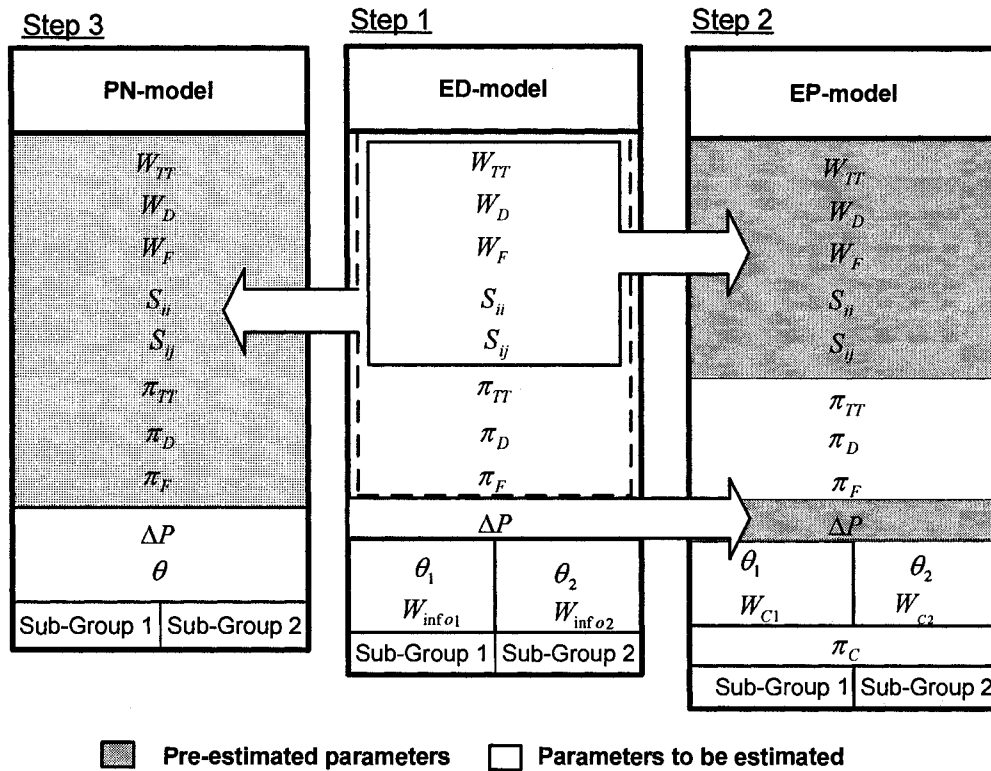 Step 3
PN-model
W_TT
W_D
W_F
S_ii
S_ij
π_TT
π_D
π_F
ΔP
θ
Sub-Group 1 Sub-Group 2
Step 1
ED-model
W_TT
W_D
W_F
S_ii
S_ij
π_TT
π_D
π_F
ΔP
θ_1 θ_2
W_info1 W_info2
Sub-Group 1 Sub-Group 2
Step 2
EP-model
W_TT
W_D
W_F
S_ii
S_ij
π_TT
π_D
π_F
ΔP
θ_1 θ_2
W_C1 W_C2
π_C
Sub-Group 1 Sub-Group 2
Pre-estimated parameters Parameters to be estimated